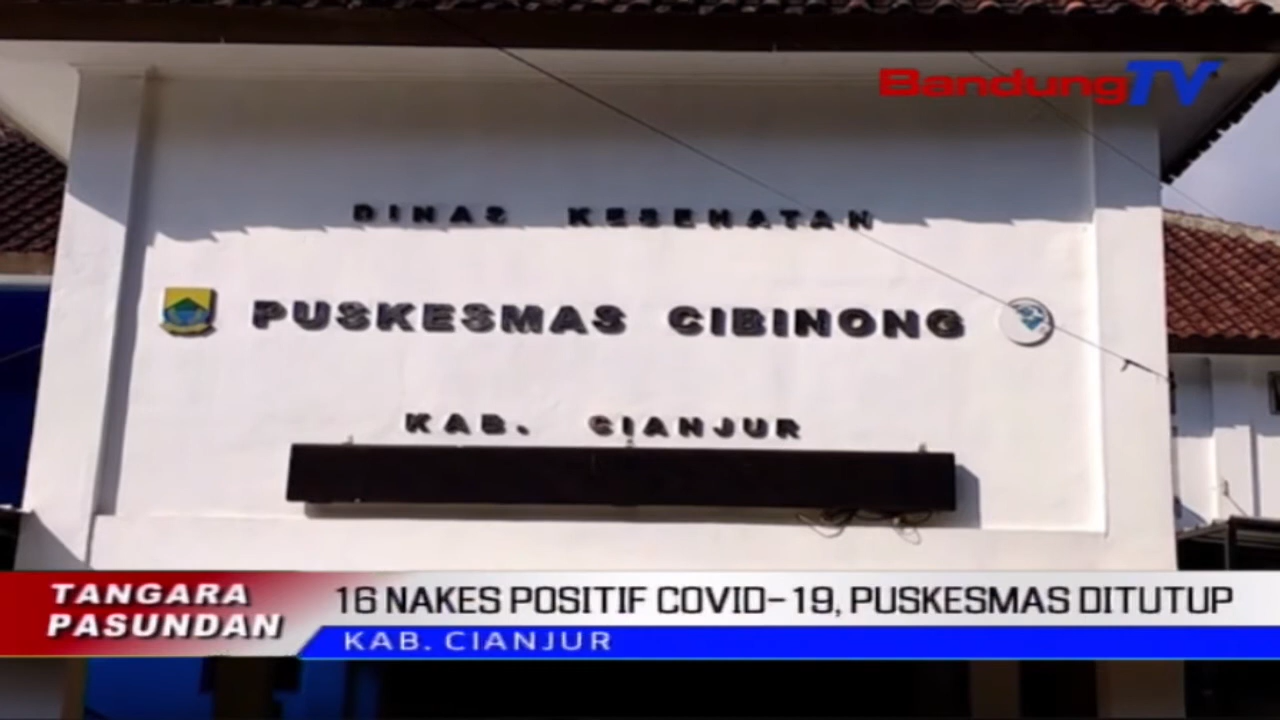 BandungTV
DINAS KESEHATAN
PUSKESMAS CIBINONG
KAB. CIANJUR
TANGARA
PASUNDAN
16 NAKES POSITIF COVID-19, PUSKESMAS DITUTUP
KAB. CIANJUR